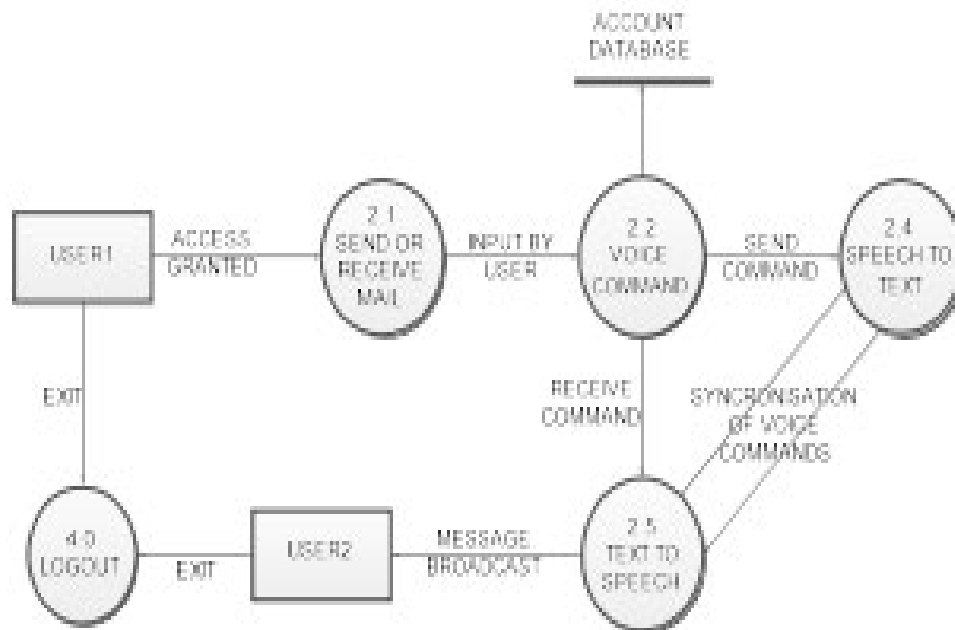 ACCOUNT
DATABASE
USER1
ACCESS
GRANTED
2.1
SEND OR
RECEIVE
MAIL
INPUT BY
USER
2.2
VOICE
COMMAND
SEND
COMMAND
2.4
SPEECH TO
TEXT
EXIT
RECEIVE
COMMAND
SYNCRONISATION
OF VOICE
COMMANDS
4.0
LOGOUT
EXIT
USER2
MESSAGE
BROADCAST
2.5
TEXT TO
SPEECH